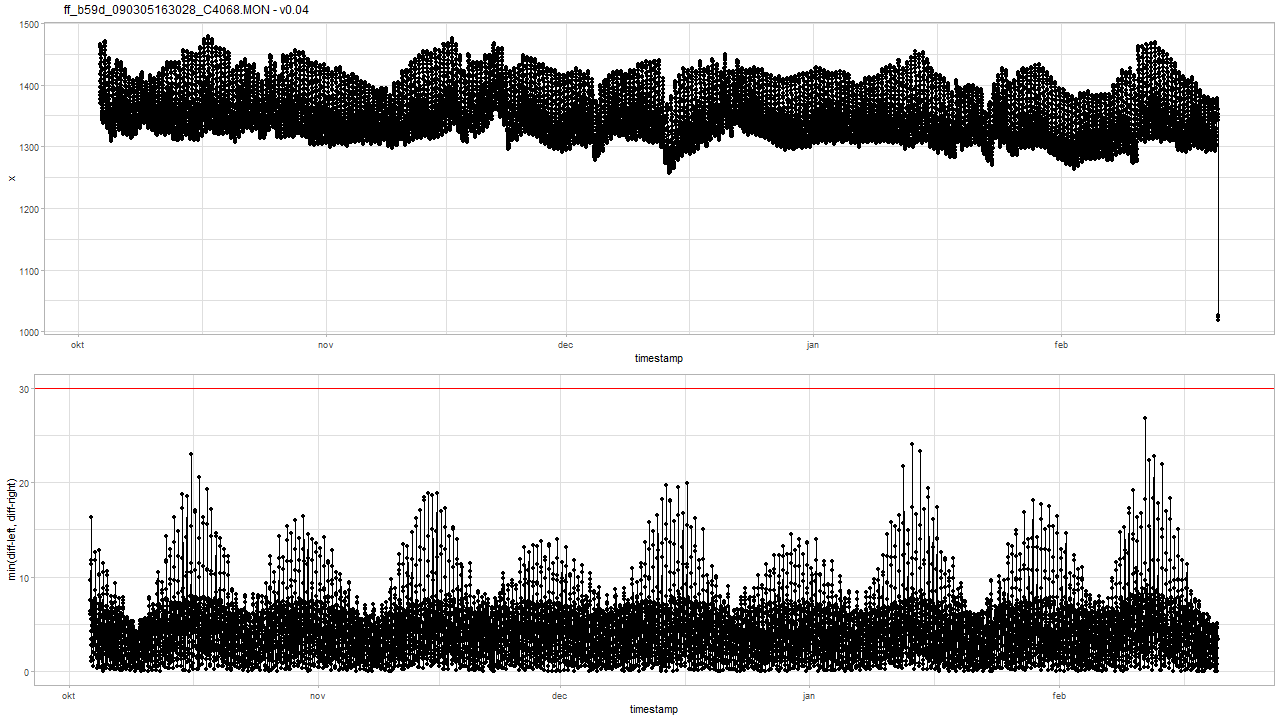 ff_b59d_090305163028_C4068.MON - v0.04
1500
1400
1300
x
1200
1100
1000
okt nov dec jan feb
timestamp
30
20
min(diff-left, diff-right)
10
0
okt nov dec jan feb
timestamp